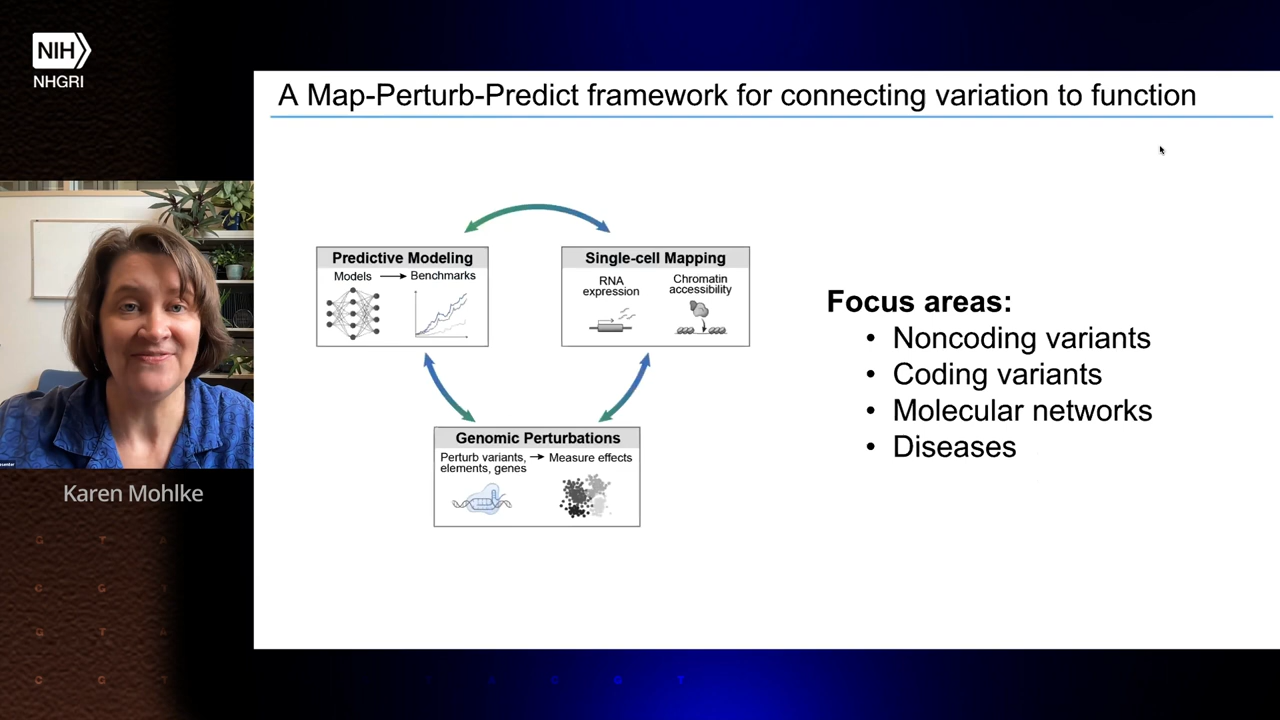 NIH
NHGRI
A Map-Perturb-Predict framework for connecting variation to function
Predictive Modeling
Models
Benchmarks
Single-cell Mapping
RNA
expression
Chromatin
accessibility
Genomic Perturbations
Perturb variants,
elements, genes
Measure effects
Focus areas:
• Noncoding variants
• Coding variants
• Molecular networks
• Diseases
Karen Mohlke